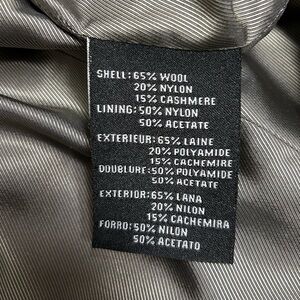 SHELL: 65% WOOL
20% NYLON
15% CASHMERE
LINING: 50% NYLON
50% ACETATE
EXTERIEUR: 65% LAINE
20% POLYAMIDE
15% CACHEMIRE
DOUBLURE: 50% POLYAMIDE
50% ACETATE
EXTERIOR: 65% LANA
20% NILON
15% CACHEMIRA
FORRO: 50% NILON
50% ACETATO